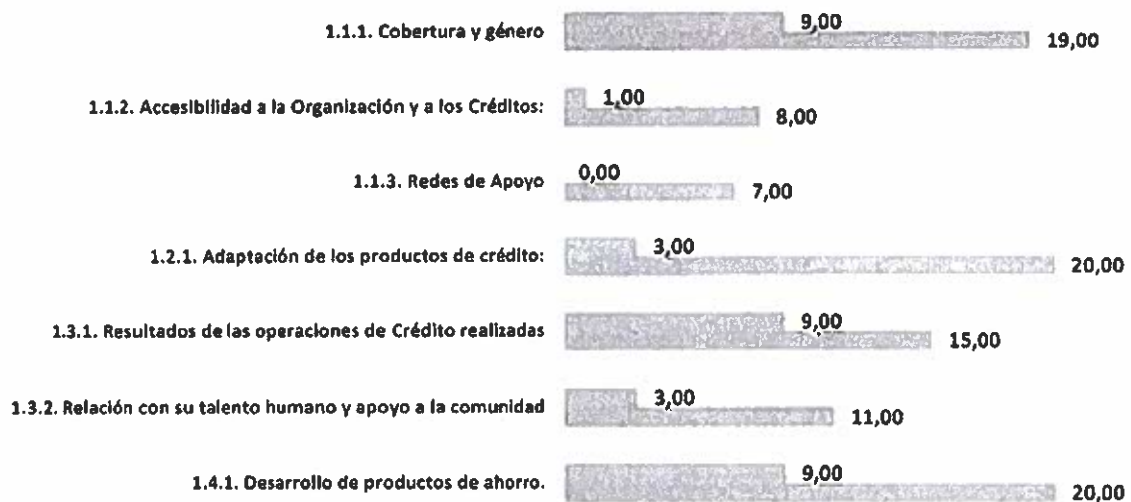 1.1.1. Cobertura y género 9,00
19,00
1.1.2. Accesibilidad a la Organización y a los Créditos: 1,00
8,00
1.1.3. Redes de Apoyo 0,00
7,00
1.2.1. Adaptación de los productos de crédito: 3,00
20,00
1.3.1. Resultados de las operaciones de Crédito realizadas 9,00
15,00
1.3.2. Relación con su talento humano y apoyo a la comunidad 3,00
11,00
1.4.1. Desarrollo de productos de ahorro. 9,00
20,00